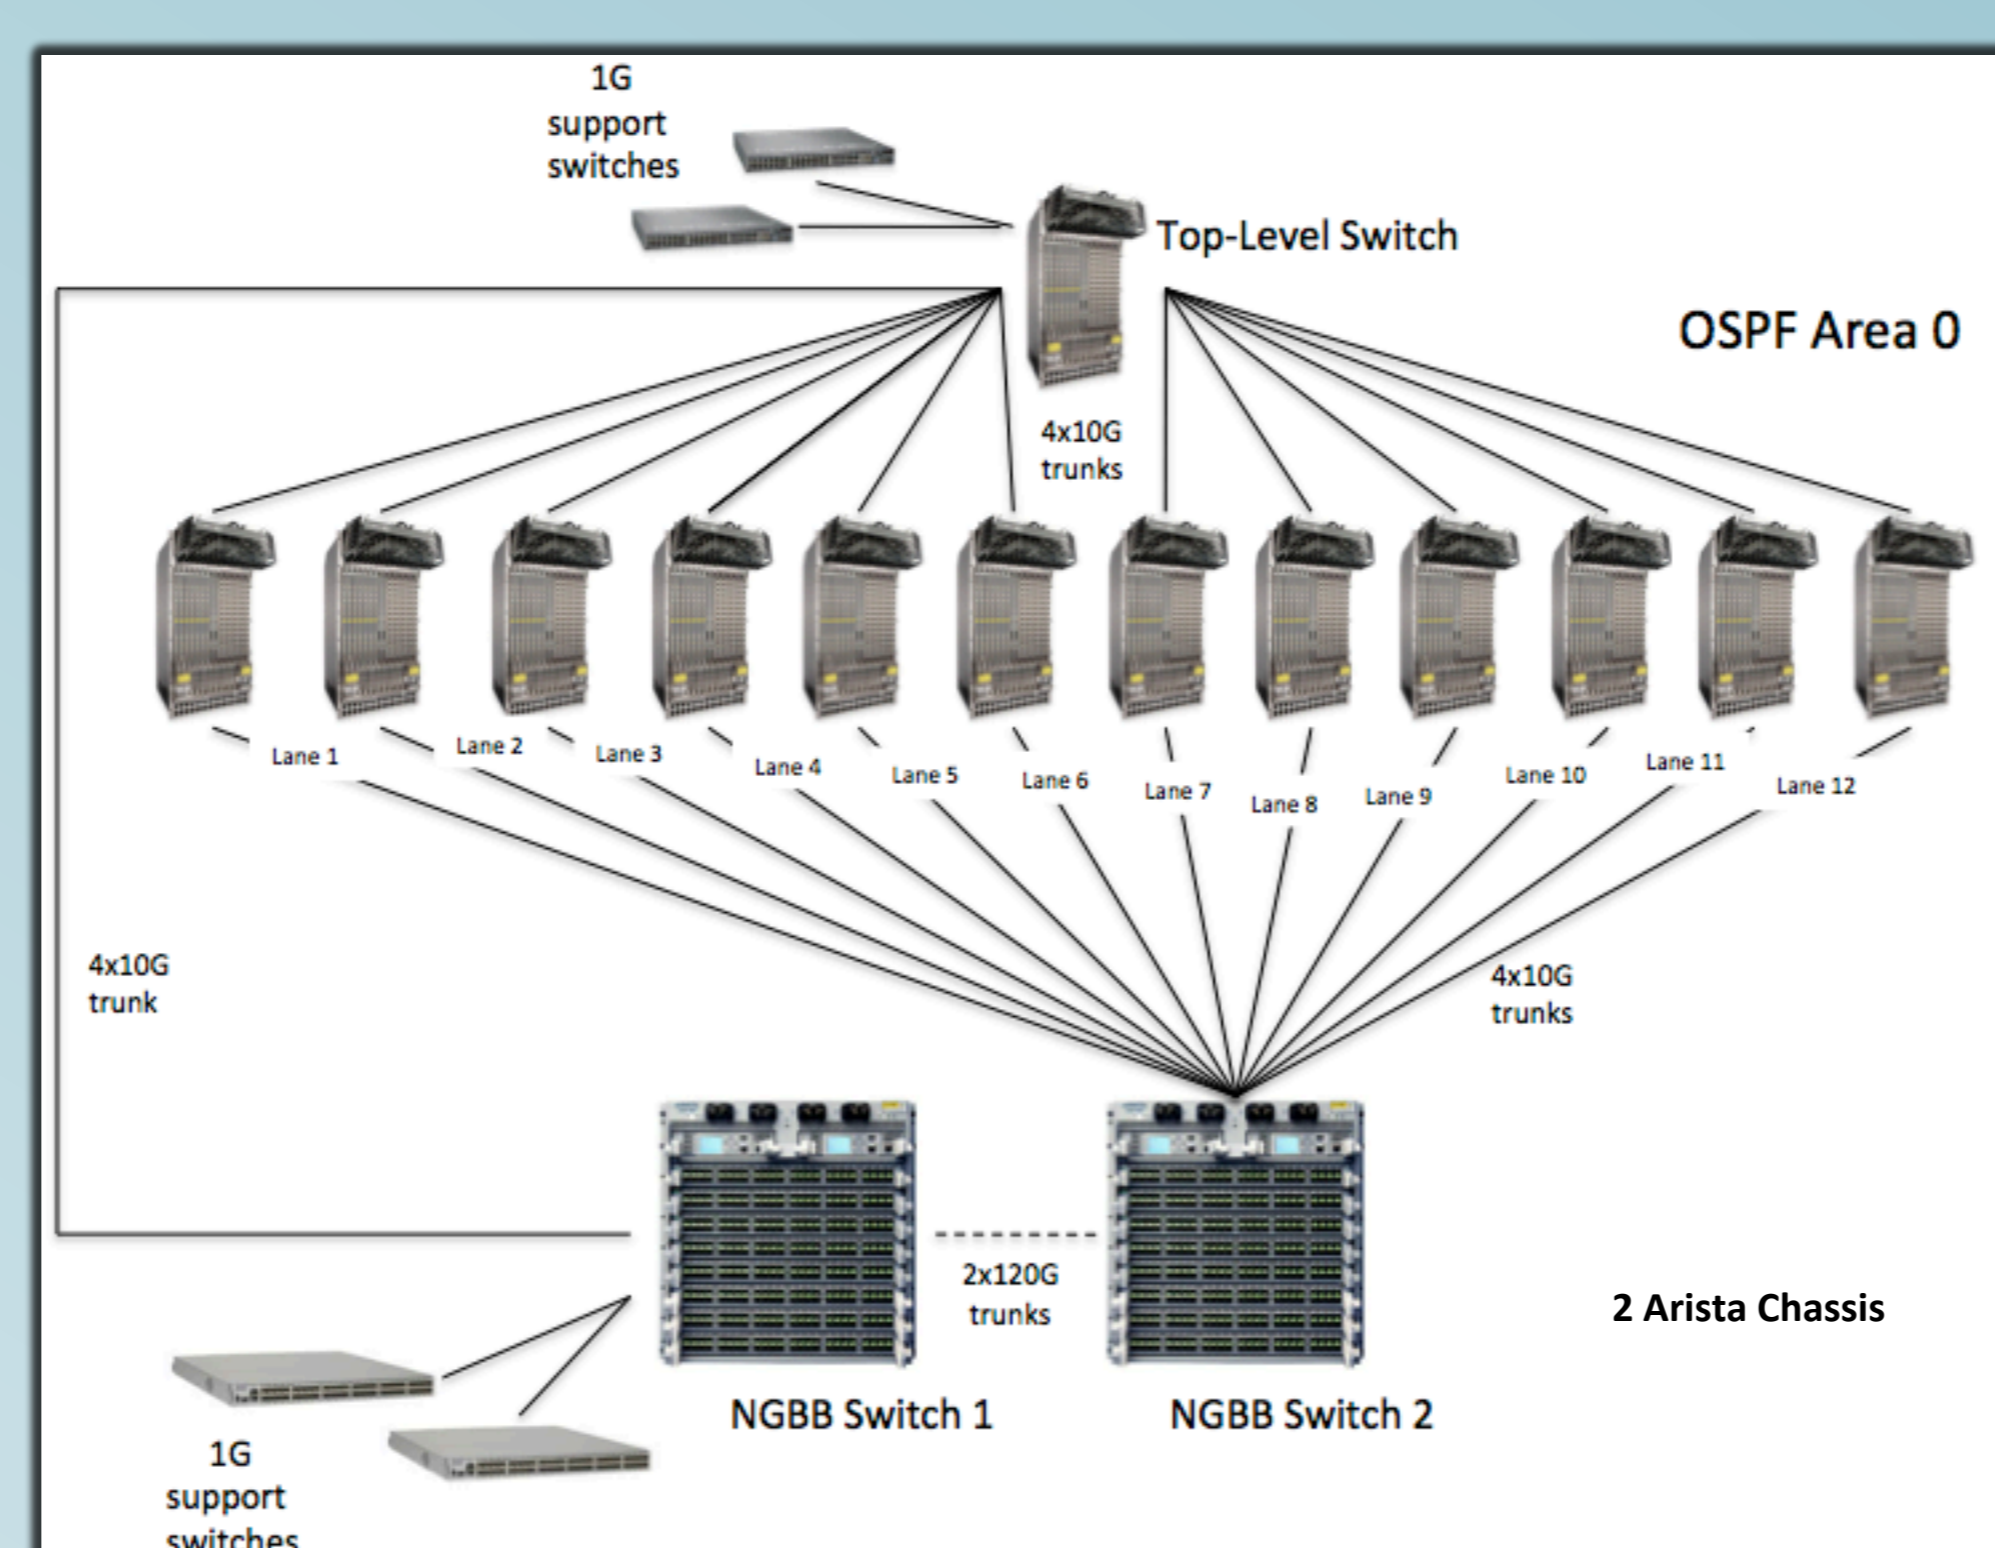 1G
support
switches
Top-Level Switch
OSPF Area 0
4x10G
trunks
Lane 1
Lane 2
Lane 3
Lane 4
Lane 5
Lane 6
Lane 7
Lane 8
Lane 9
Lane 10
Lane 11
Lane 12
4x10G
trunk
4x10G
trunks
2x120G
trunks
2 Arista Chassis
NGBB Switch 1
NGBB Switch 2
1G
support
switches